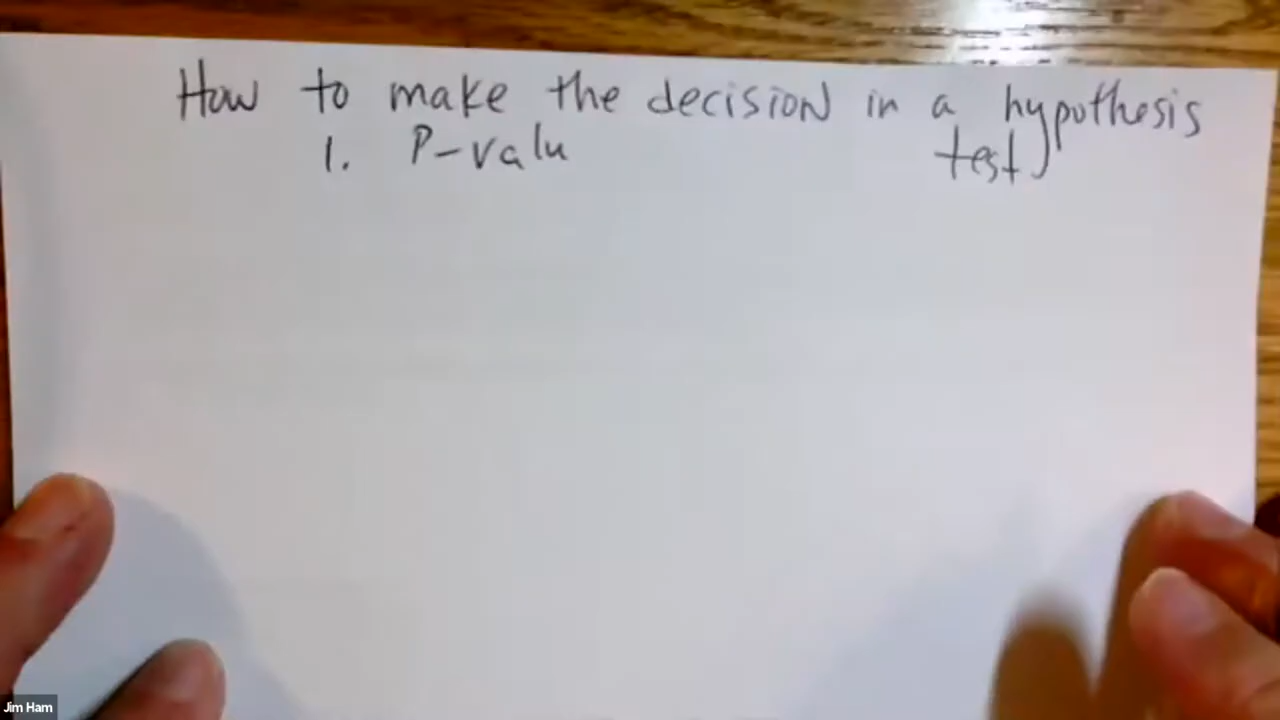 How to make the decision in a hypothesis
test
1. P-valu
Jim Ham